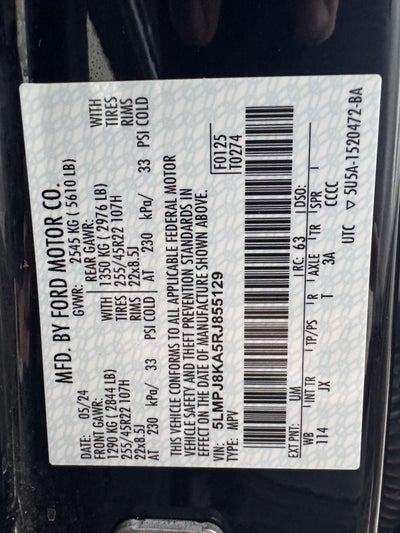 MFD. BY FORD MOTOR CO.
05/24 GVWR: 2545 KG ( 5610 LB)
FRONT GAWR: REAR GAWR:
1290 KG ( 2844 LB) WITH 1350 KG ( 2976 LB) WITH
255/45R22 107H TIRES 255/45R22 107H TIRES
22x8.5J RIMS 22x8.5J RIMS
AT 230 kPa/ 33 PSI COLD AT 230 kPa/ 33 PSI COLD
THIS VEHICLE CONFORMS TO ALL APPLICABLE FEDERAL MOTOR
VEHICLE SAFETY AND THEFT PREVENTION STANDARDS IN
EFFECT ON THE DATE OF MANUFACTURE SHOWN ABOVE.
VIN: 5LMPJ8KA5RJ855129 F0125
TYPE: MPV T0274
EXT PNT: UM RC: 63 DSO:
WB INT TR TP/PS R AXLE TR SPR
114 JX T 3A CCCC
UTC ▽ 5U5A-1520472-BA